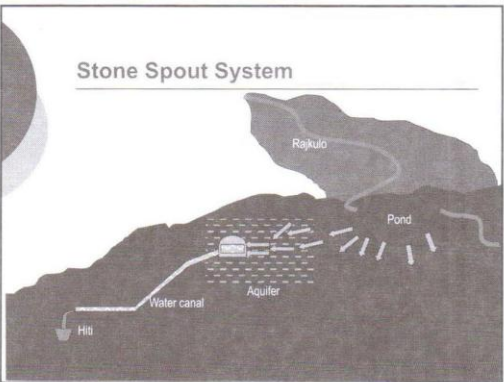 Stone Spout System
Rajkulo
Pond
Aquifer
Water canal
Hiti